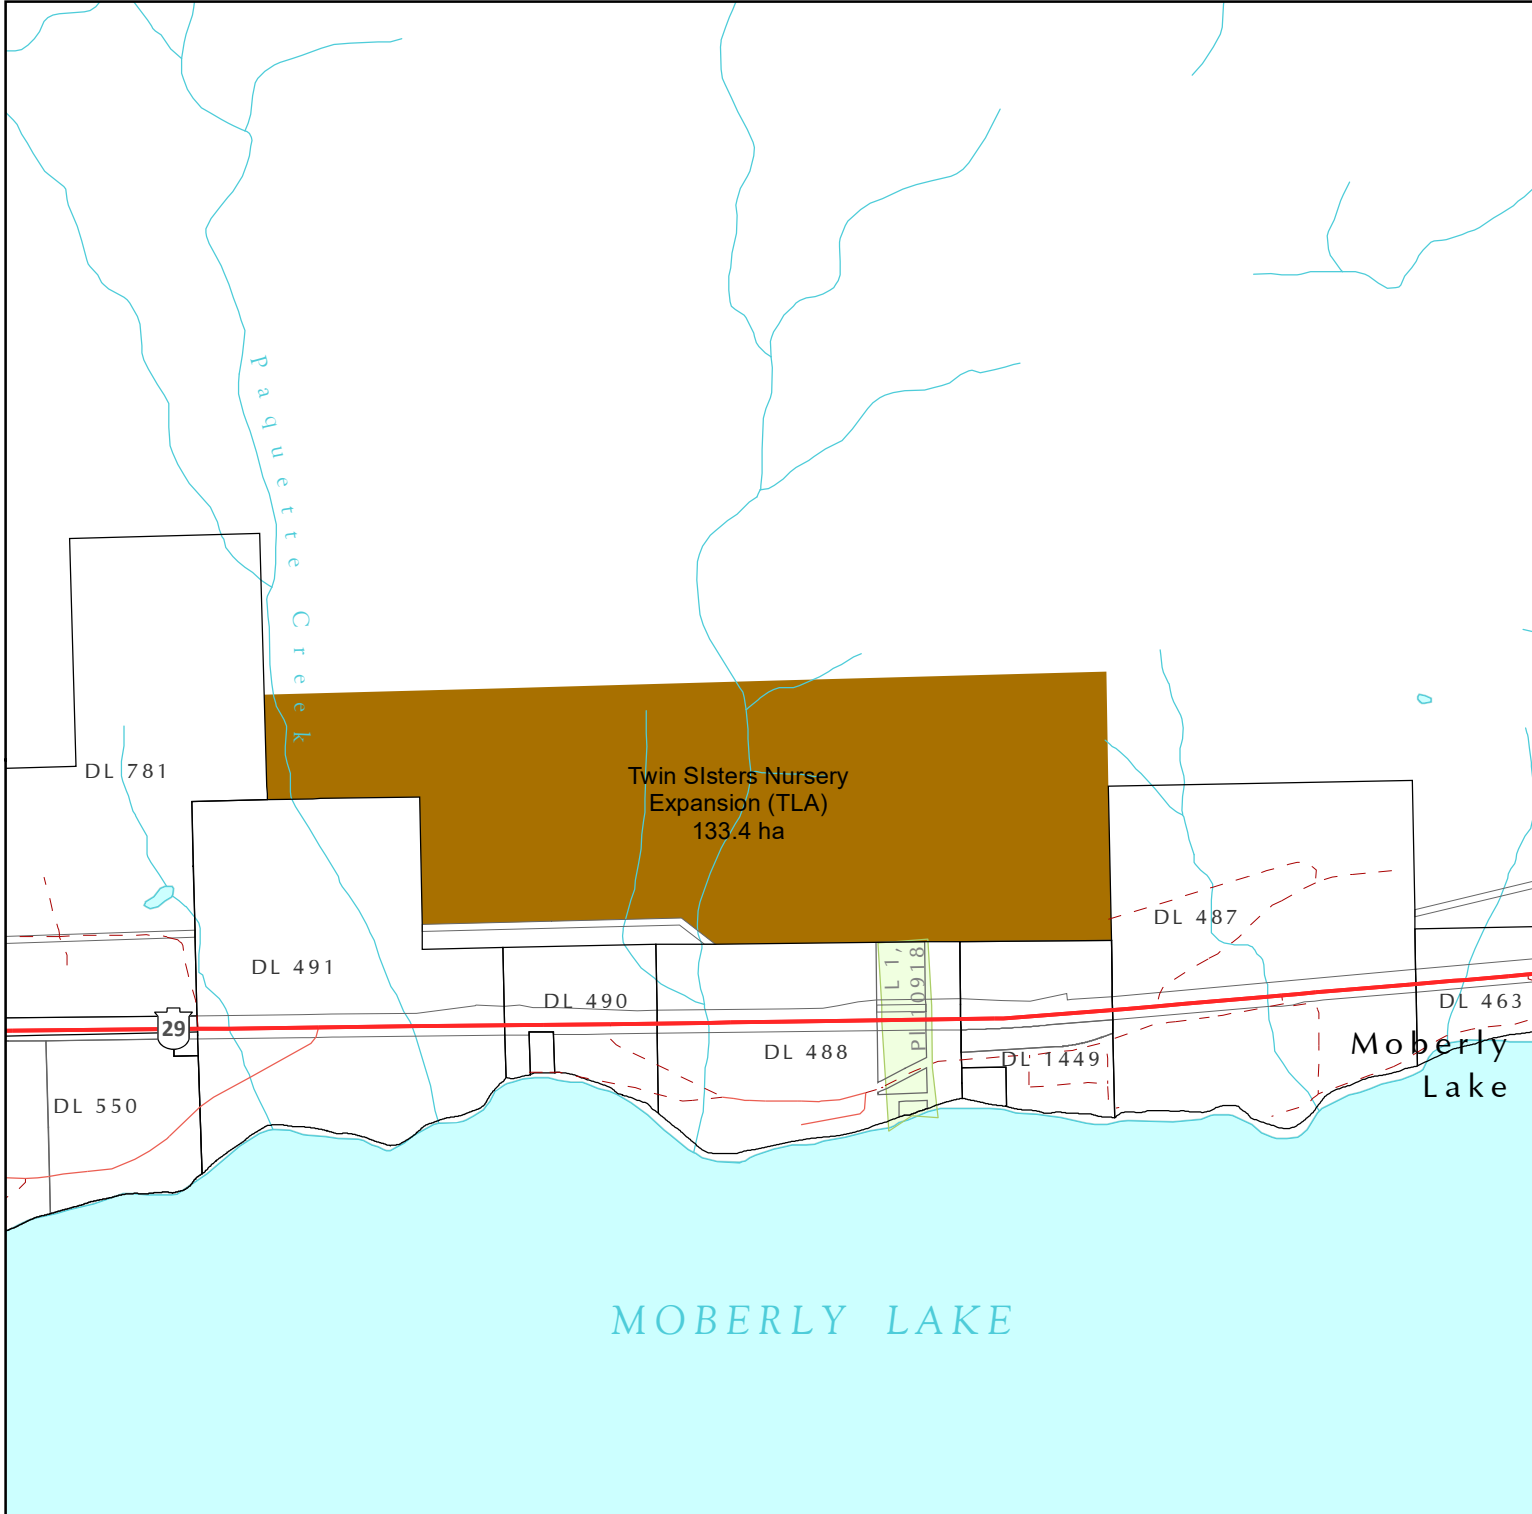 Paquette Creek
DL 781
Twin SIsters Nursery
Expansion (TLA)
133.4 ha
DL 487
DL 491
DL 490
L 1,
Pl 10918
DL 463
29
DL 488
DL 1449
Moberly
Lake
DL 550
MOBERLY LAKE